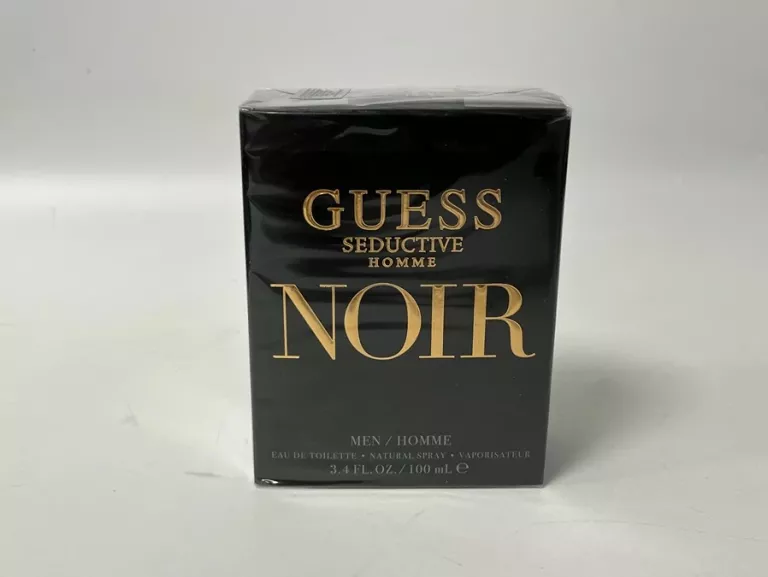 GUESS
SEDUCTIVE
HOMME
NOIR
MEN / HOMME
EAU DE TOILETTE • NATURAL SPRAY • VAPORISATEUR
3.4 FL.OZ./100 mL ℮